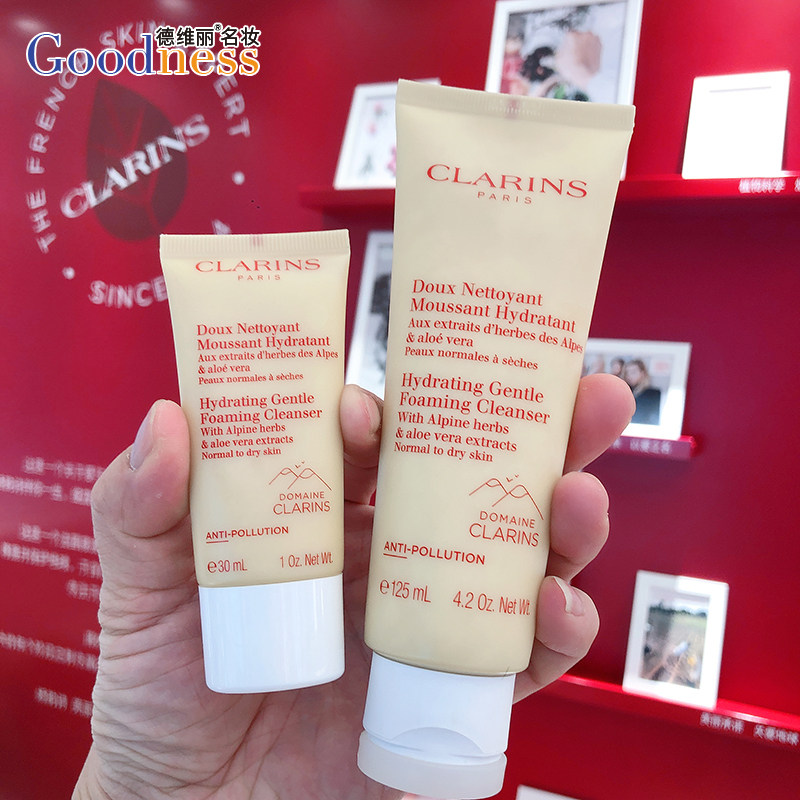 德维丽®名妆
Goodness
THE FRENCH SKIN EXPERT
CLARINS
SINCE
CLARINS
PARIS
Doux Nettoyant
Moussant Hydratant
Aux extraits d'herbes des Alpes
& aloé vera
Peaux normales à sèches
Hydrating Gentle
Foaming Cleanser
With Alpine herbs
& aloe vera extracts
Normal to dry skin
DOMAINE
CLARINS
ANTI-POLLUTION
e30 mL 1 Oz. Net Wt.
CLARINS
PARIS
Doux Nettoyant
Moussant Hydratant
Aux extraits d'herbes des Alpes
& aloé vera
Peaux normales à sèches
Hydrating Gentle
Foaming Cleanser
With Alpine herbs
& aloe vera extracts
Normal to dry skin
DOMAINE
CLARINS
ANTI-POLLUTION
e125 mL 4.2 Oz. Net Wt.